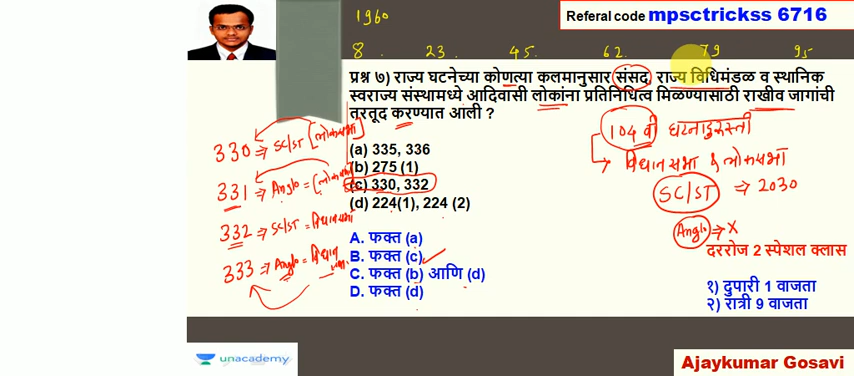 Referal code mpsctrickss 6716
1960
8. 23. 45. 62. 79 95
प्रश्न ७) राज्य घटनेच्या कोणत्या कलमानुसार संसद, राज्य विधिमंडळ व स्थानिक
स्वराज्य संस्थामध्ये आदिवासी लोकांना प्रतिनिधित्व मिळण्यासाठी राखीव जागांची
तरतूद करण्यात आली ?
(a) 335, 336
(b) 275 (1)
(c) 330, 332
(d) 224(1), 224 (2)
A. फक्त (a)
B. फक्त (c)
C. फक्त (b) आणि (d)
D. फक्त (d)
330 ⇒ SC/ST [लोकसभा]
331 ⇒ Anglo = (लोकसभा
332 ⇒ SC/ST = विधानसभा
333 ⇒ Anglo = विधान सभा.
104 वी घटनादुरुस्ती
विधानसभा & लोकसभा
SC/ST ⇒ 2030
Anglo ⇒ X
दररोज 2 स्पेशल क्लास
१) दुपारी 1 वाजता
२) रात्री 9 वाजता
unacademy
Ajaykumar Gosavi